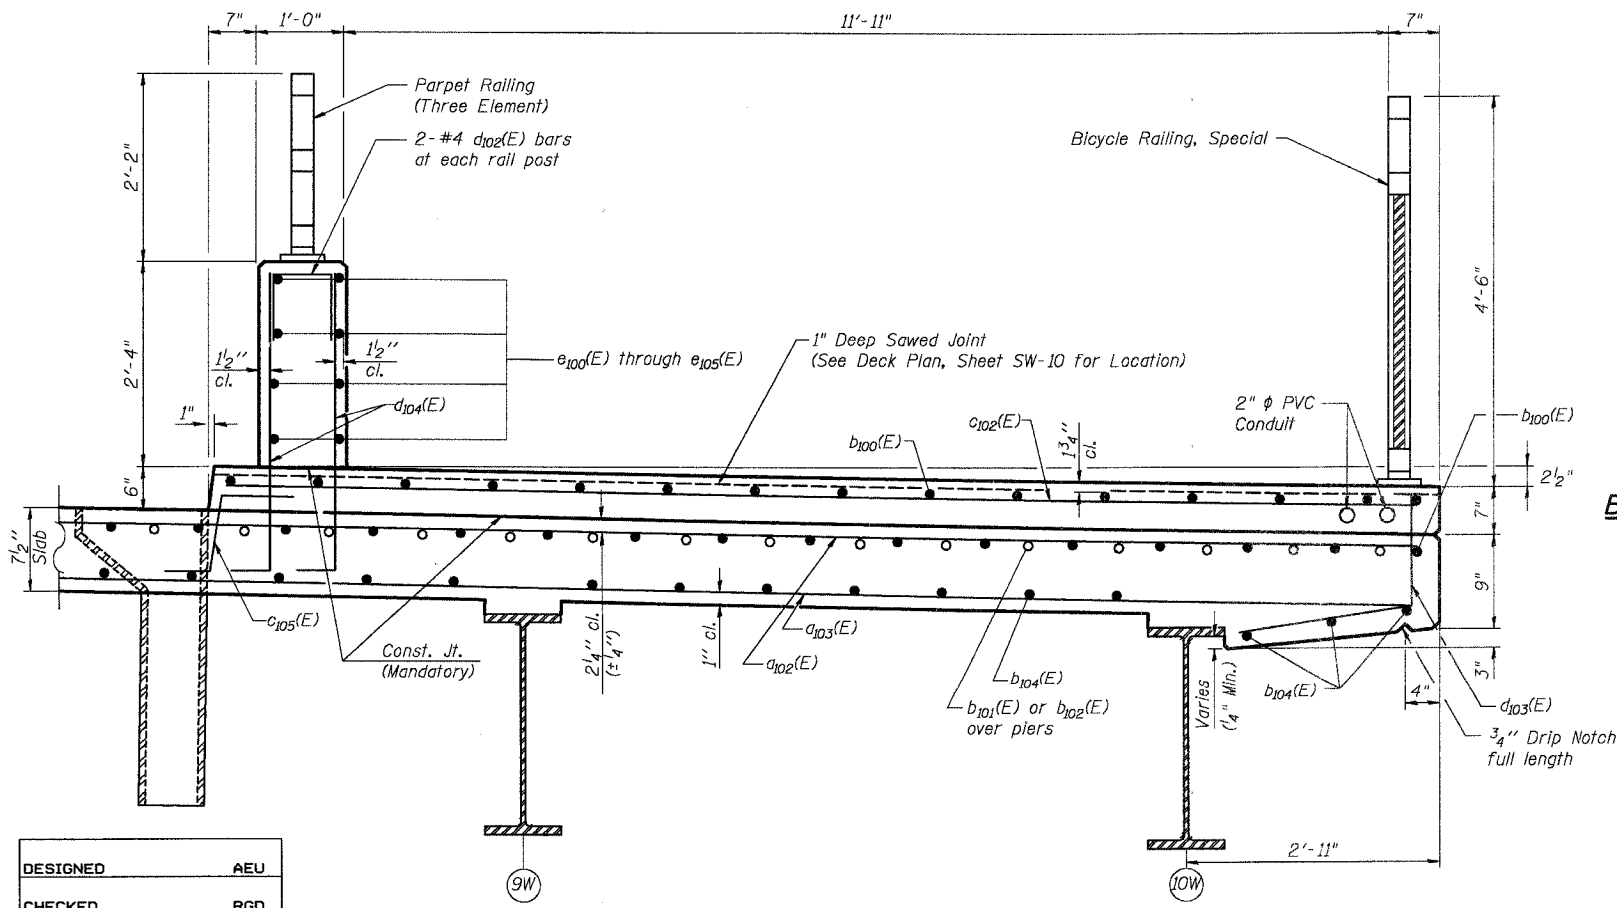 7" 1'-0" 11'-11" 7"
Parpet Railing
(Three Element)
2-#4 d102(E) bars
at each rail post
Bicycle Railing, Special
2'-2"
4'-6"
2'-4"
1" Deep Sawed Joint
(See Deck Plan, Sheet SW-10 for Location)
1½"
cl.
1½"
cl.
e100(E) through e105(E)
d104(E)
1"
2" ϕ PVC
Conduit
b100(E)
c102(E)
b100(E)
1¾"
cl.
6"
2½"
7"
7½"
Slab
9"
B
c105(E)
Const. Jt.
(Mandatory)
2¼" cl.
(±¼")
1" cl.
a103(E)
a102(E)
b104(E)
b101(E) or b102(E)
over piers
Varies
(¼" Min.)
b104(E)
4"
3"
d103(E)
¾" Drip Notch
full length
2'-11"
9W
10W
DESIGNED AEU
CHECKED RGD